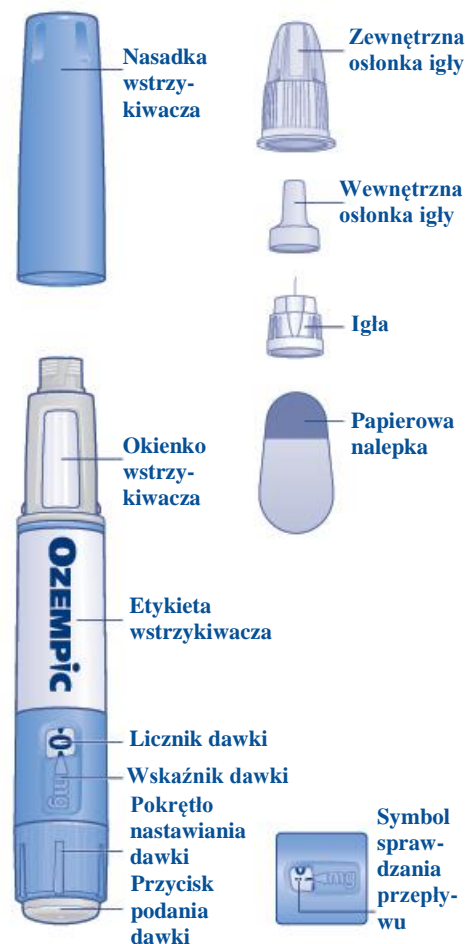 Nasadka
wstrzy-
kiwacza
Zewnętrzna
osłonka igły
Wewnętrzna
osłonka igły
Igła
Papierowa
nalepka
Okienko
wstrzy-
kiwacza
OZEMPIC
Etykieta
wstrzykiwacza
0
Licznik dawki
mg
Wskaźnik dawki
Pokrętło
nastawiania
dawki
Przycisk
podania
dawki
mg
Symbol
spraw-
dzania
przepły-
wu